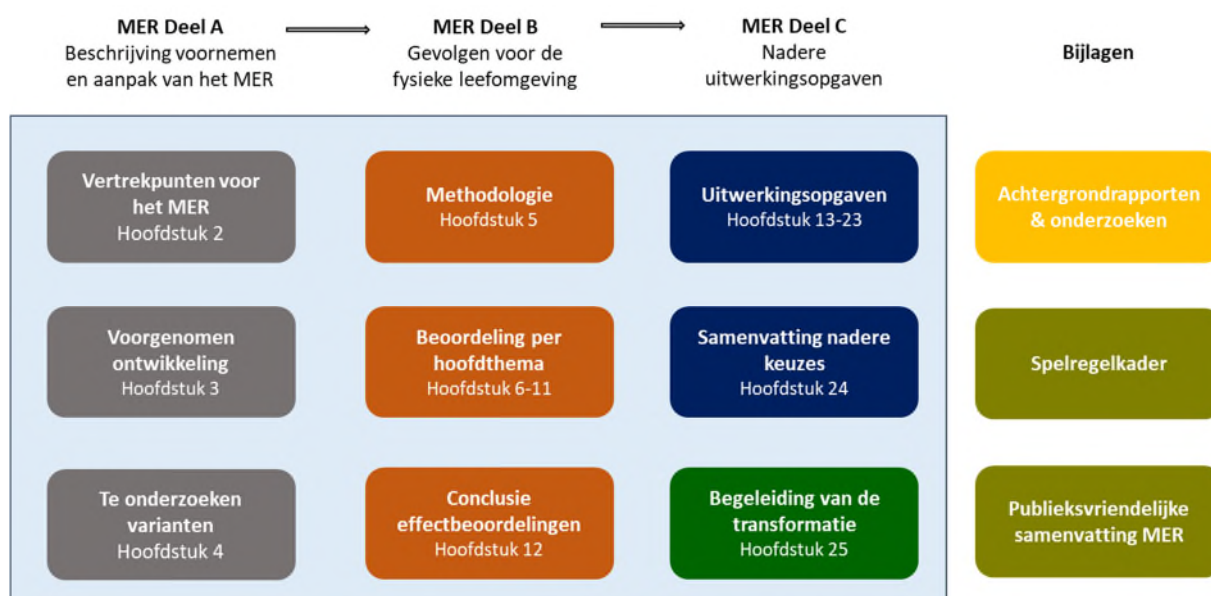 MER Deel A
Beschrijving voornemen
en aanpak van het MER
MER Deel B
Gevolgen voor de
fysieke leefomgeving
MER Deel C
Nadere
uitwerkingsopgaven
Bijlagen
Vertrekpunten voor
het MER
Hoofdstuk 2
Methodologie
Hoofdstuk 5
Uitwerkingsopgaven
Hoofdstuk 13-23
Achtergrondrapporten
& onderzoeken
Voorgenomen
ontwikkeling
Hoofdstuk 3
Beoordeling per
hoofdthema
Hoofdstuk 6-11
Samenvatting nadere
keuzes
Hoofdstuk 24
Spelregelkader
Te onderzoeken
varianten
Hoofdstuk 4
Conclusie
effectbeoordelingen
Hoofdstuk 12
Begeleiding van de
transformatie
Hoofdstuk 25
Publieksvriendelijke
samenvatting MER